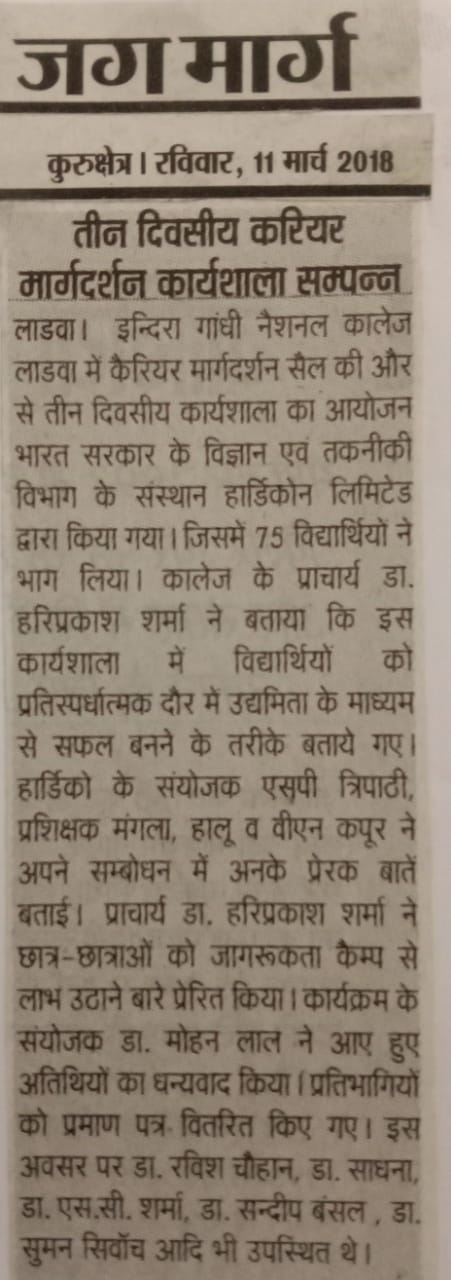 जग मार्ग
कुरुक्षेत्र। रविवार, 11 मार्च 2018
तीन दिवसीय करियर
मार्गदर्शन कार्यशाला सम्पन्न
लाडवा। इन्दिरा गांधी नैशनल कालेज
लाडवा में कैरियर मार्गदर्शन सैल की और
से तीन दिवसीय कार्यशाला का आयोजन
भारत सरकार के विज्ञान एवं तकनीकी
विभाग के संस्थान हार्डिकोन लिमिटेड
द्वारा किया गया। जिसमें 75 विद्यार्थियों ने
भाग लिया। कालेज के प्राचार्य डा.
हरिप्रकाश शर्मा ने बताया कि इस
कार्यशाला में विद्यार्थियों को
प्रतिस्पर्धात्मक दौर में उद्यमिता के माध्यम
से सफल बनने के तरीके बताये गए।
हार्डिको के संयोजक एसपी त्रिपाठी,
प्रशिक्षक मंगला, हालू व वीएन कपूर ने
अपने सम्बोधन में अनके प्रेरक बातें
बताई। प्राचार्य डा. हरिप्रकाश शर्मा ने
छात्र-छात्राओं को जागरूकता कैम्प से
लाभ उठाने बारे प्रेरित किया। कार्यक्रम के
संयोजक डा. मोहन लाल ने आए हुए
अतिथियों का धन्यवाद किया। प्रतिभागियों
को प्रमाण पत्र वितरित किए गए। इस
अवसर पर डा. रविश चौहान, डा. साधना,
डा. एस.सी. शर्मा, डा. सन्दीप बंसल , डा.
सुमन सिवॉच आदि भी उपस्थित थे।